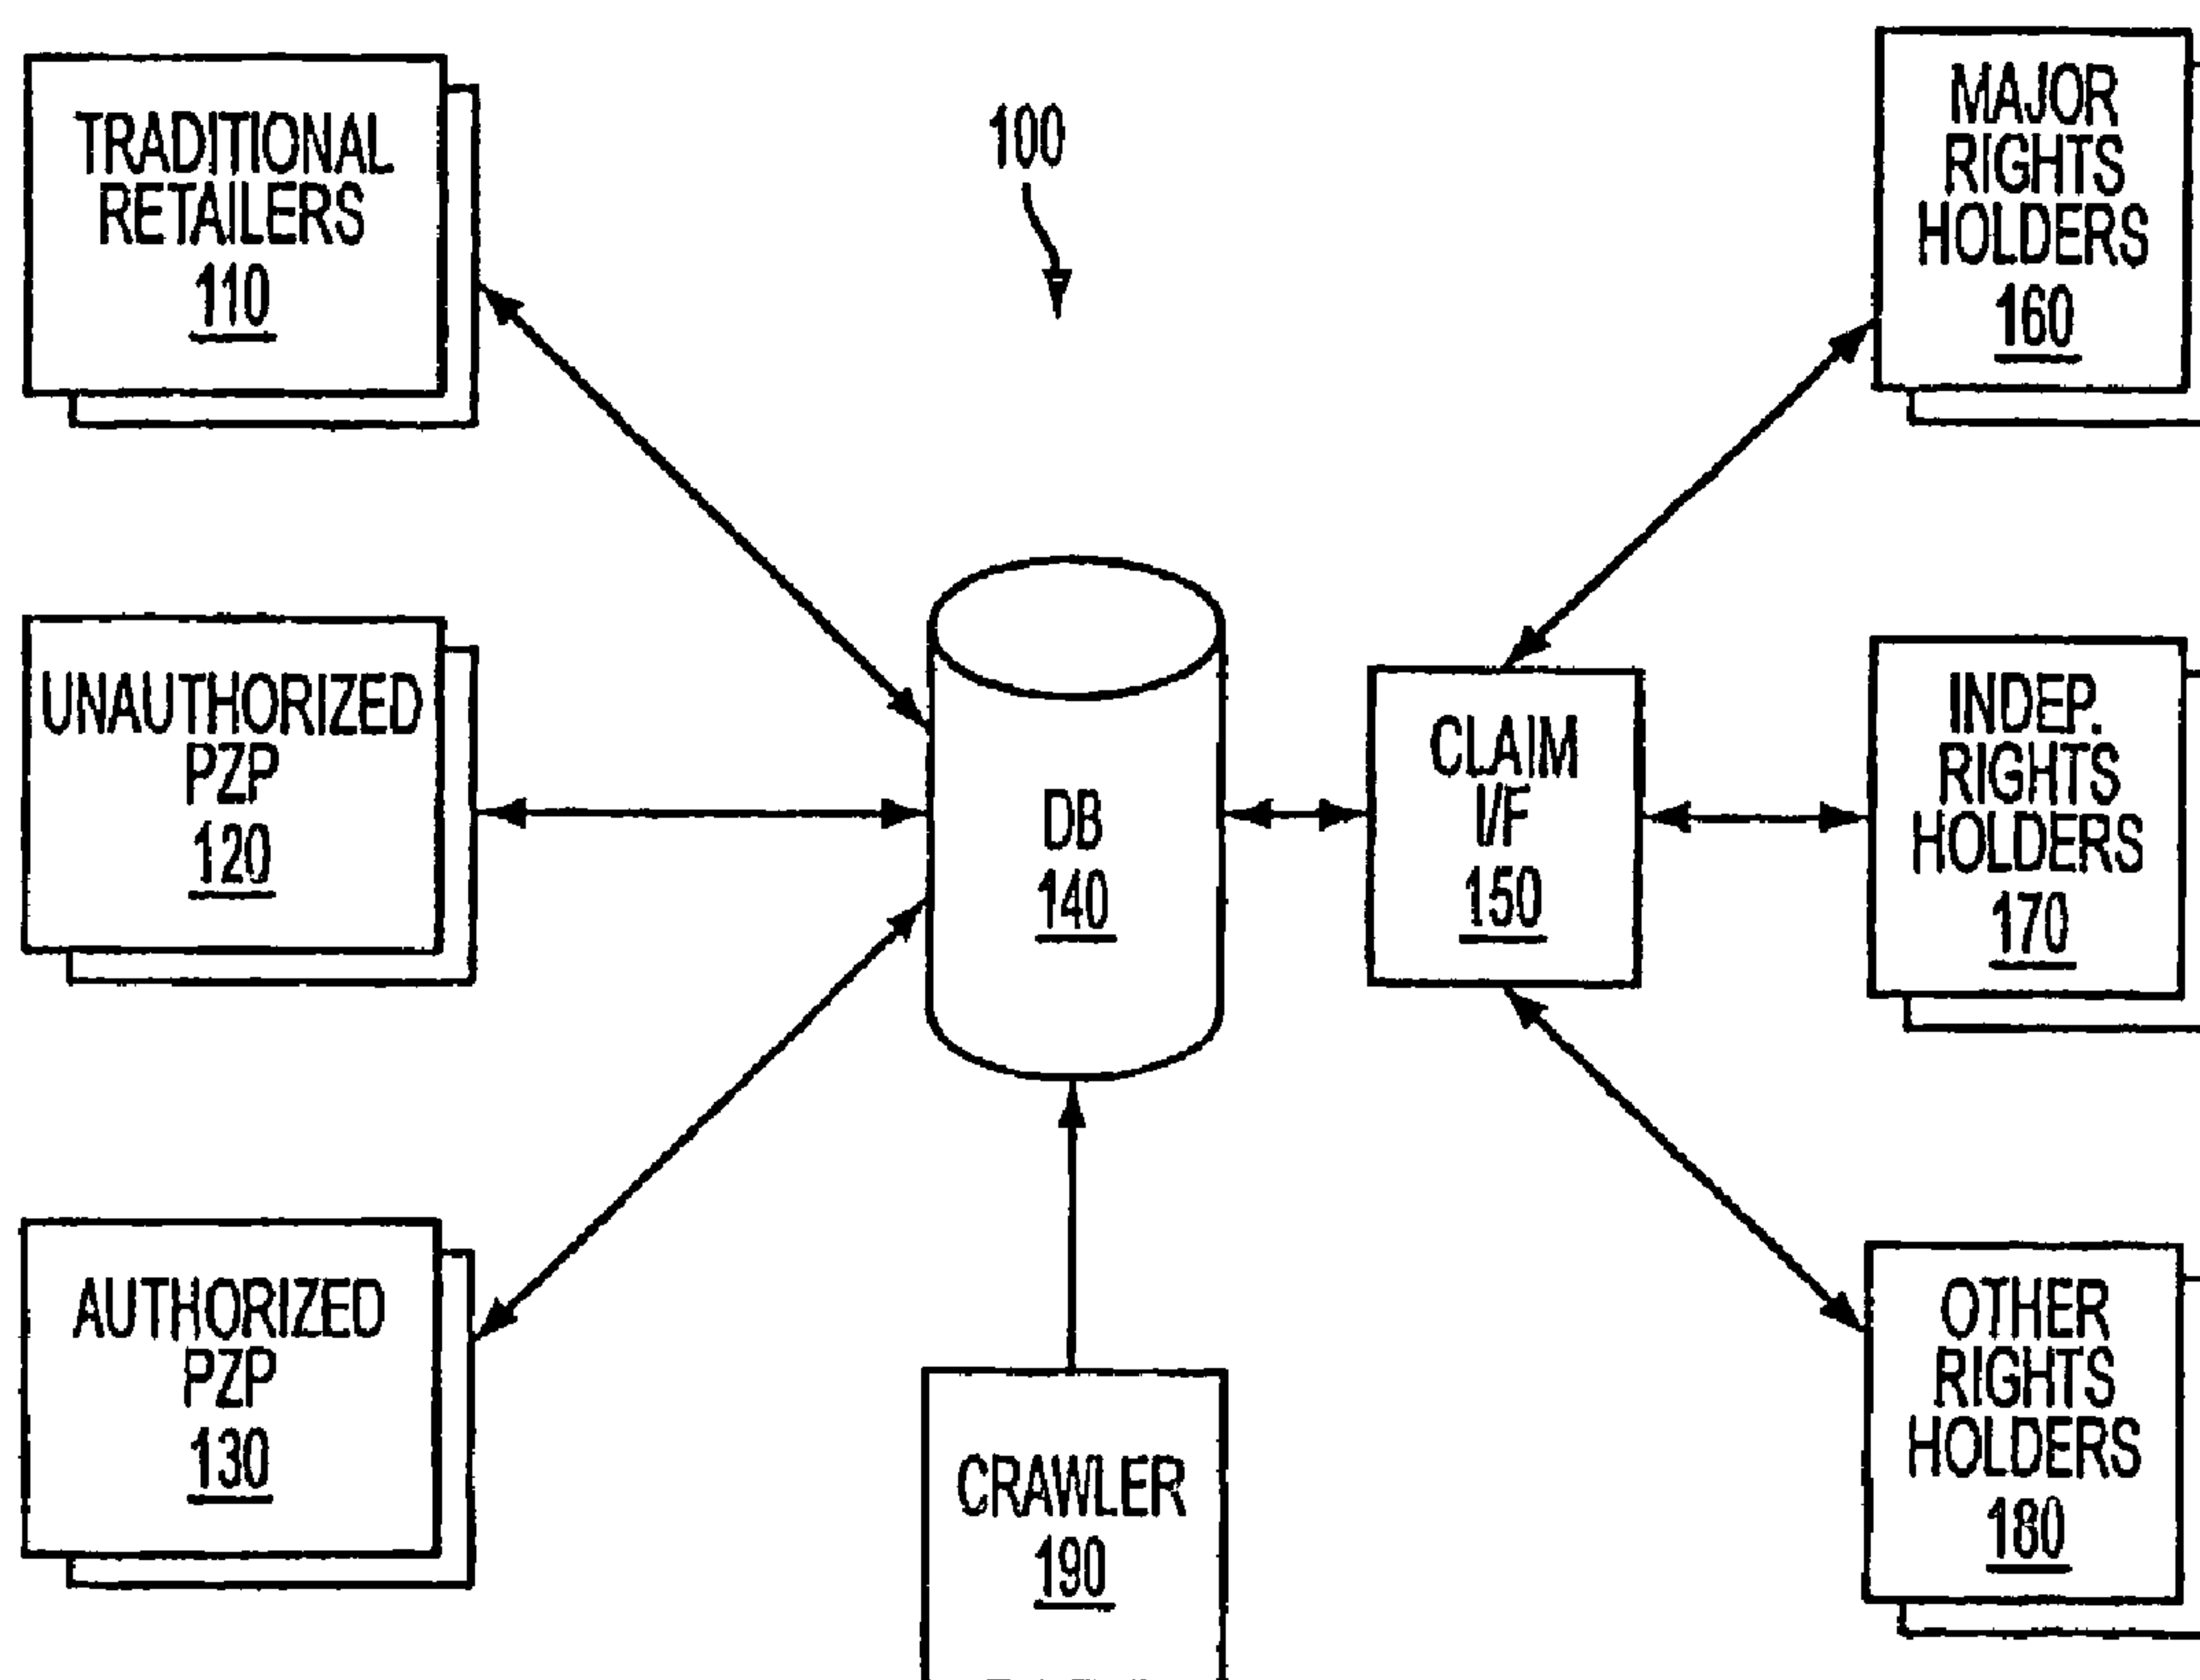 TRADITIONAL
RETAILERS
110
100
MAJOR
RIGHTS
HOLDERS
160
UNAUTHORIZED
PZP
120
DB
140
CLAIM
I/F
150
INDEP.
RIGHTS
HOLDERS
170
AUTHORIZED
PZP
130
CRAWLER
190
OTHER
RIGHTS
HOLDERS
180